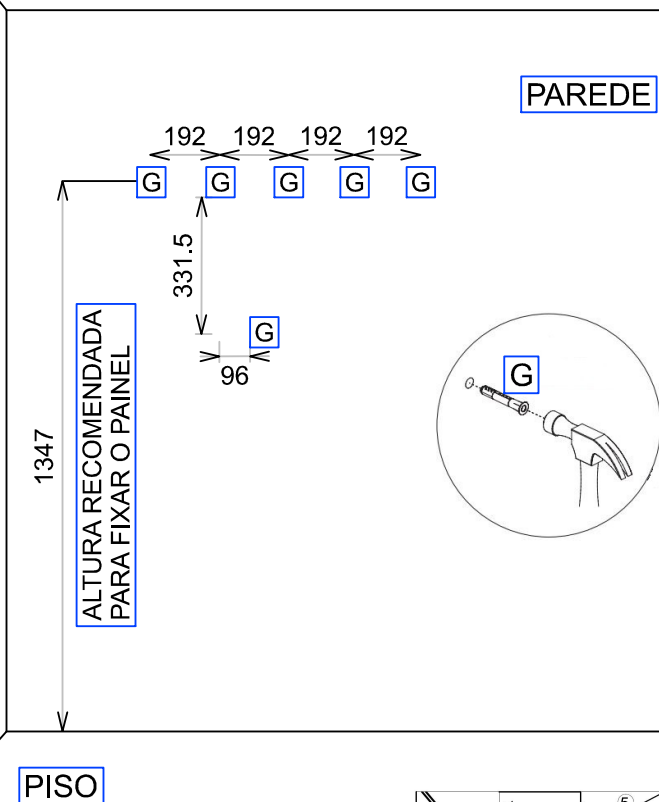 PAREDE
192 192 192 192
G G G G G
331.5
G
96
G
1347
ALTURA RECOMENDADA
PARA FIXAR O PAINEL
PISO